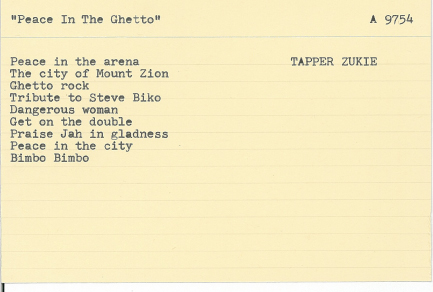 "Peace In The Ghetto" A 9754
Peace in the arena TAPPER ZUKIE
The city of Mount Zion
Ghetto rock
Tribute to Steve Biko
Dangerous woman
Get on the double
Praise Jah in gladness
Peace in the city
Bimbo Bimbo